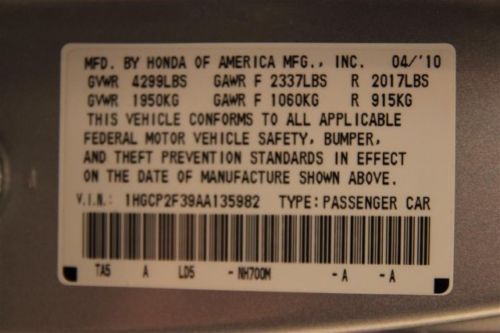 MFD. BY HONDA OF AMERICA MFG., INC. 04/'10
GVWR 4299LBS GAWR F 2337LBS R 2017LBS
GVWR 1950KG GAWR F 1060KG R 915KG
THIS VEHICLE CONFORMS TO ALL APPLICABLE
FEDERAL MOTOR VEHICLE SAFETY, BUMPER,
AND THEFT PREVENTION STANDARDS IN EFFECT
ON THE DATE OF MANUFACTURE SHOWN ABOVE.
V.I.N.: 1HGCP2F39AA135982 TYPE: PASSENGER CAR
TA5 A LD5 - NH700M - A - A